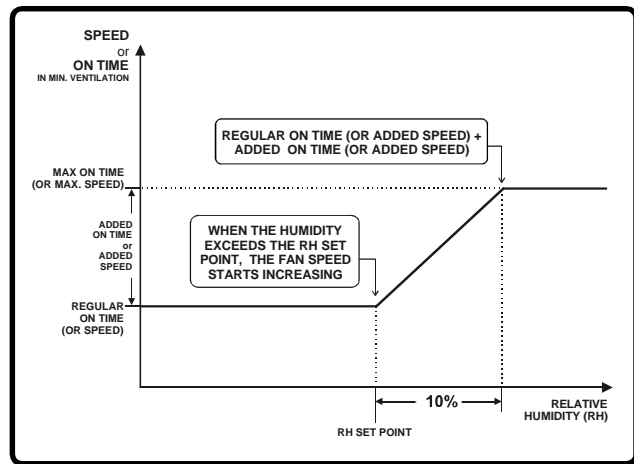 SPEED
or
ON TIME
IN MIN. VENTILATION
REGULAR ON TIME (OR ADDED SPEED) +
ADDED ON TIME (OR ADDED SPEED)
MAX ON TIME
(OR MAX. SPEED)
ADDED
ON TIME
or
ADDED
SPEED
WHEN THE HUMIDITY
EXCEEDS THE RH SET
POINT, THE FAN SPEED
STARTS INCREASING
REGULAR
ON TIME
(OR SPEED)
10%
RELATIVE
HUMIDITY (RH)
RH SET POINT